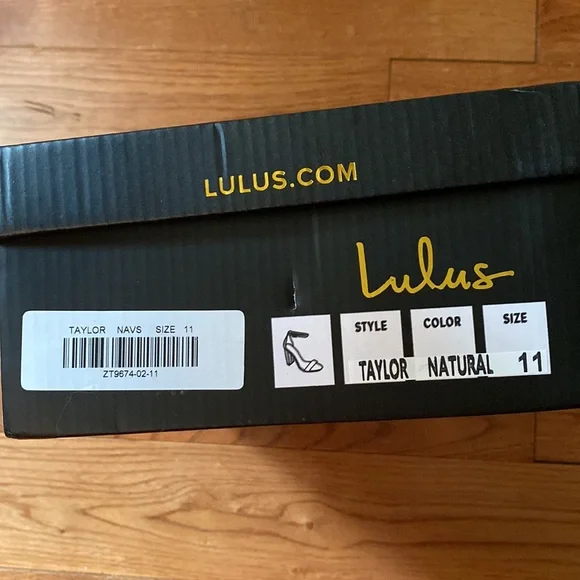 LULUS.COM
Lulus
TAYLOR NAVS SIZE 11
ZT9674-02-11
STYLE COLOR SIZE
TAYLOR NATURAL 11